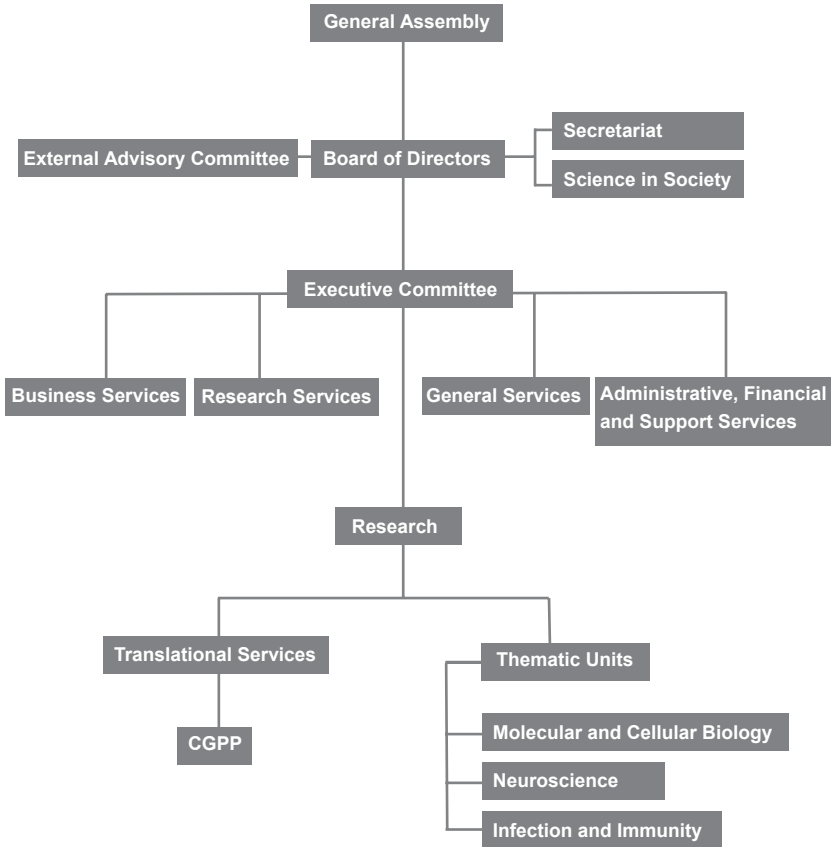 General Assembly
Secretariat
External Advisory Committee
Board of Directors
Science in Society
Executive Committee
Business Services
Research Services
General Services
Administrative, Financial
and Support Services
Research
Translational Services
Thematic Units
CGPP
Molecular and Cellular Biology
Neuroscience
Infection and Immunity